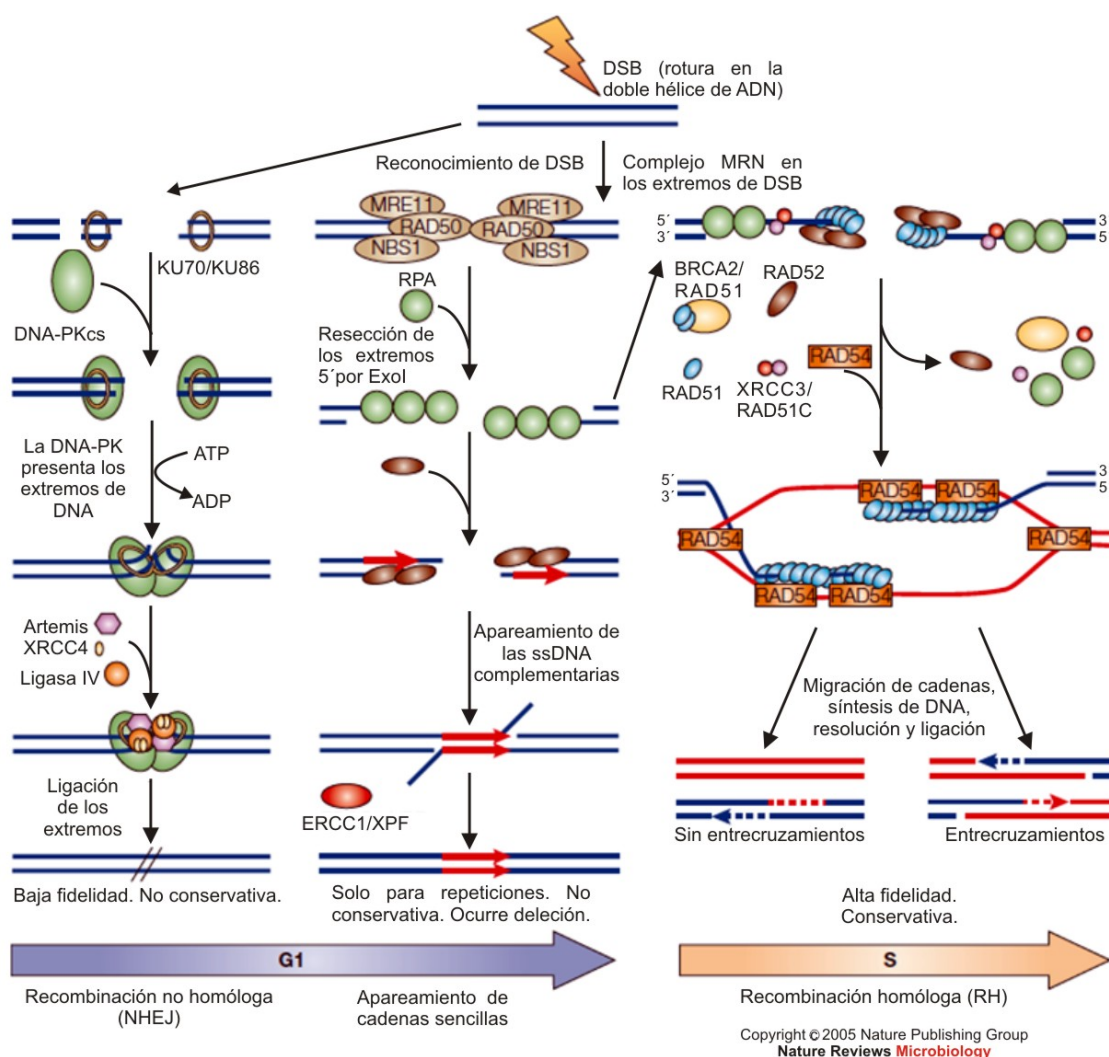 DSB (rotura en la
doble hélice de ADN)
Reconocimiento de DSB
Complejo MRN en
los extremos de DSB
KU70/KU86
DNA-PKcs
La DNA-PK
presenta los
extremos de
DNA
ATP
ADP
Artemis
XRCC4
Ligasa IV
Ligación
de los
extremos
Baja fidelidad. No conservativa.
MRE11
MRE11
RAD50
RAD50
NBS1
NBS1
RPA
Resección de
los extremos
5´por ExoI
Apareamiento de
las ssDNA
complementarias
ERCC1/XPF
Solo para repeticiones. No
conservativa. Ocurre deleción.
5´
3´
3´
5´
BRCA2/
RAD51
RAD52
RAD51
XRCC3/
RAD51C
RAD54
5´
3´
3´
5´
RAD54
RAD54
RAD54
RAD54
RAD54
RAD54
Migración de cadenas,
síntesis de DNA,
resolución y ligación
Sin entrecruzamientos
Entrecruzamientos
Alta fidelidad.
Conservativa.
G1
S
Recombinación no homóloga
(NHEJ)
Apareamiento de
cadenas sencillas
Recombinación homóloga (RH)
Copyright © 2005 Nature Publishing Group
Nature Reviews Microbiology